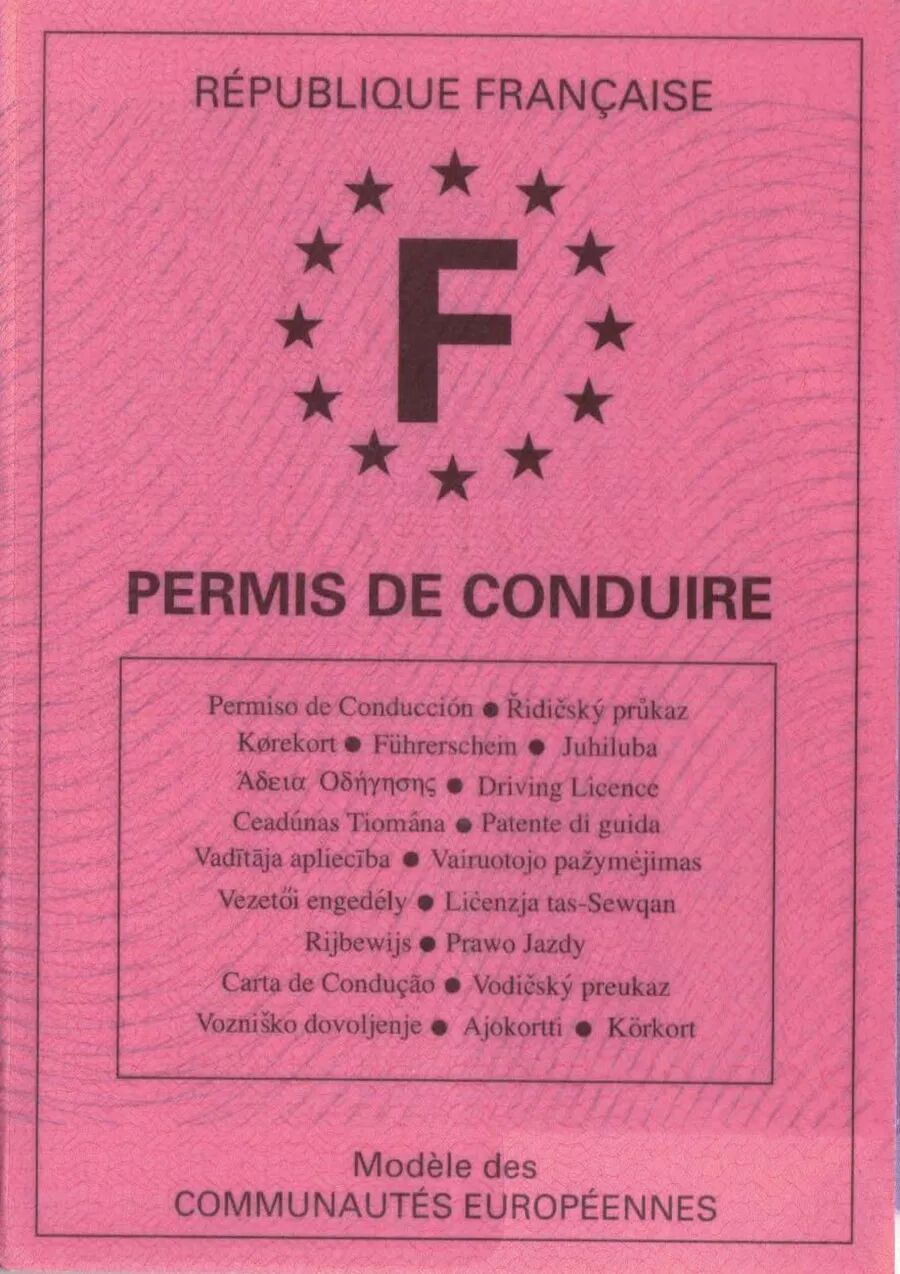 RÉPUBLIQUE FRANÇAISE
F
PERMIS DE CONDUIRE
Permiso de Conducción ● Řidičský průkaz
Kørekort ● Führerschein ● Juhiluba
Άδεια Οδήγησης ● Driving Licence
Ceadúnas Tiomána ● Patente di guida
Vadītāja apliecība ● Vairuotojo pažymėjimas
Vezetői engedély ● Liċenzja tas-Sewqan
Rijbewijs ● Prawo Jazdy
Carta de Condução ● Vodičský preukaz
Vozniško dovoljenje ● Ajokortti ● Körkort
Modèle des
COMMUNAUTÉS EUROPÉENNES